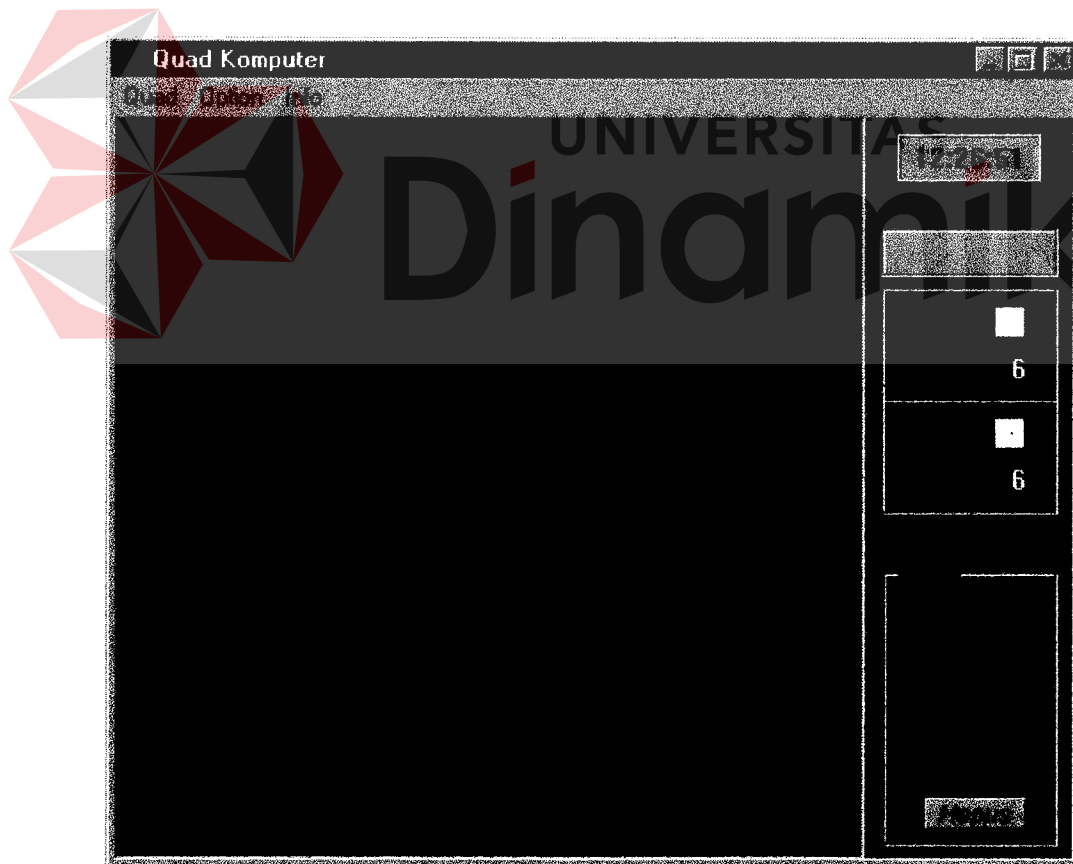 Quad Komputer
Quad Option Info
UNIVERSITAS
Dinamik
6
6